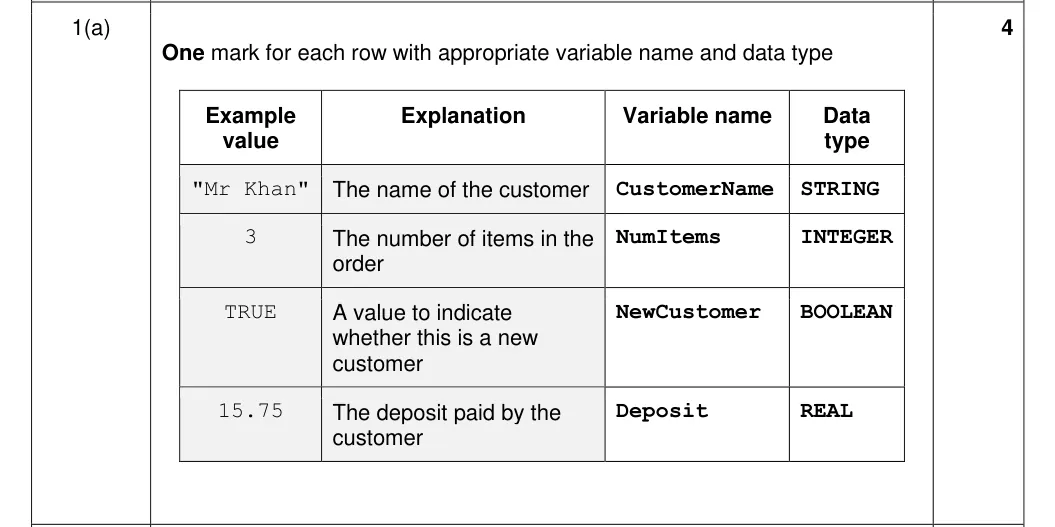 1(a)
4
One mark for each row with appropriate variable name and data type
Example value
Explanation
Variable name
Data type
"Mr Khan"
The name of the customer
CustomerName
STRING
3
The number of items in the
order
NumItems
INTEGER
TRUE
A value to indicate
whether this is a new
customer
NewCustomer
BOOLEAN
15.75
The deposit paid by the
customer
Deposit
REAL